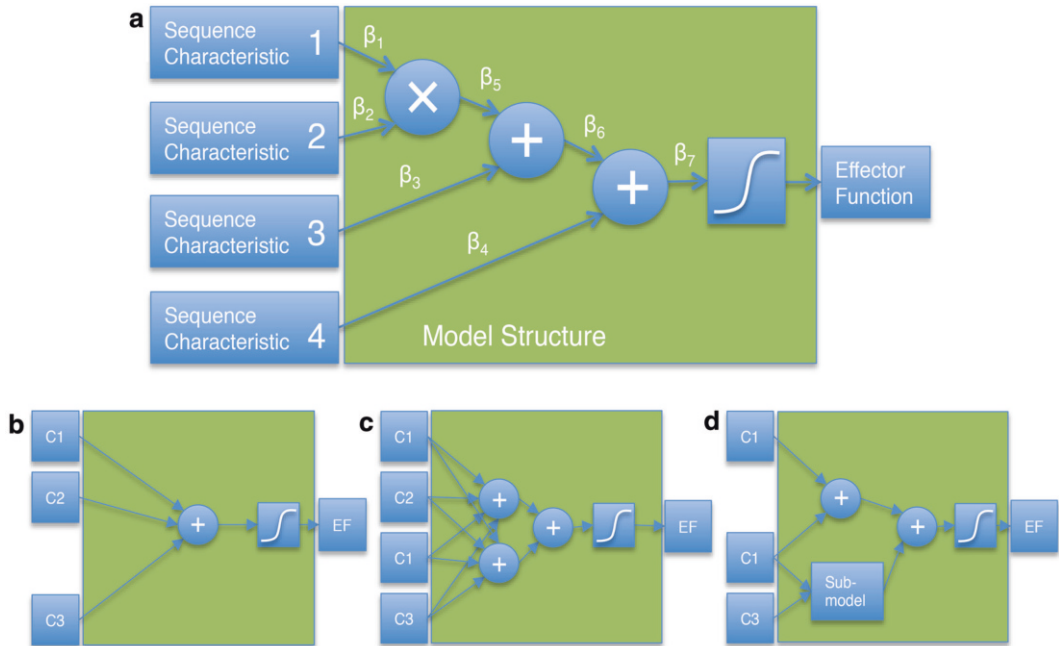 a
Sequence
Characteristic 1
Sequence
Characteristic 2
Sequence
Characteristic 3
Sequence
Characteristic 4
β1
β2
β3
β4
β5
β6
β7
×
+
+
Effector
Function
Model Structure
b
C1
C2
C3
+
EF
c
C1
C2
C1
C3
+
+
+
EF
d
C1
C1
C3
+
+
Sub-
model
EF